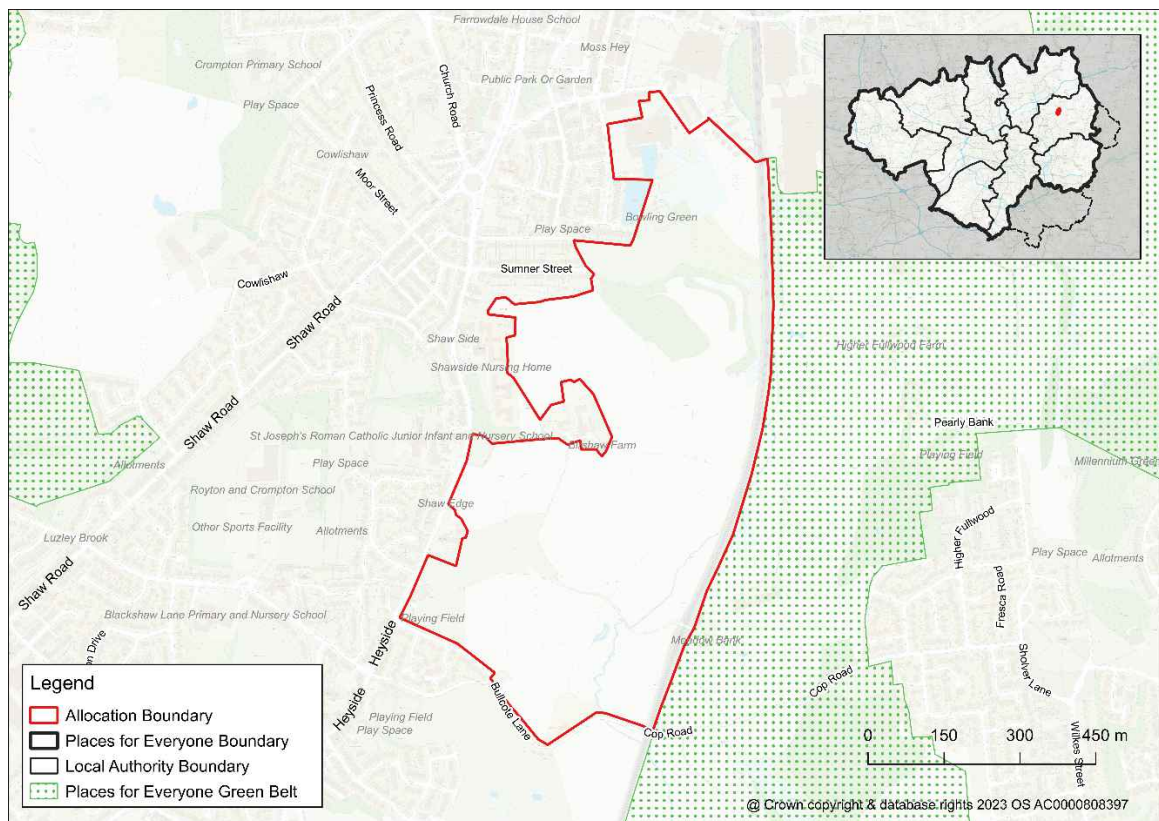 Farrowdale House School
Moss Hey
Crompton Primary School
Public Park Or Garden
Play Space
Princess Road
Church Road
Cowlishaw
Moor Street
Bowling Green
Play Space
Sumner Street
Cowlishaw
Shaw Road
Shaw Side
Higher Fullwood Farm
Shawside Nursing Home
Shaw Road
Pearly Bank
St Joseph's Roman Catholic Junior Infant and Nursery School
Birshaw Farm
Playing Field
Allotments
Play Space
Millennium Green
Royton and Crompton School
Shaw Edge
Other Sports Facility
Allotments
Higher Fullwood
Luzley Brook
Play Space
Allotments
Shaw Road
Fresca Road
Blackshaw Lane Primary and Nursery School
Playing Field
Heyside
Meadow Bank
on Drive
Sholver Lane
Cop Road
Heyside
Bullcote Lane
Playing Field
Play Space
Cop Road
Wilkes Street
Legend
Allocation Boundary
Places for Everyone Boundary
Local Authority Boundary
Places for Everyone Green Belt
0 150 300 450 m
@ Crown copyright & database rights 2023 OS AC0000808397